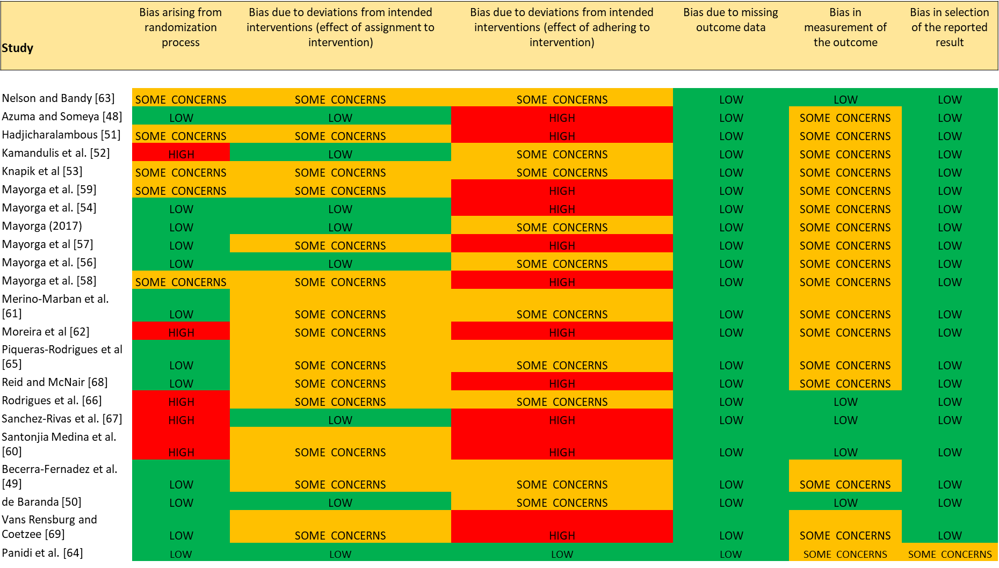 Study
Bias arising from
randomization
process
Bias due to deviations from intended
interventions (effect of assignment to
intervention)
Bias due to deviations from intended
interventions (effect of adhering to
intervention)
Bias due to missing
outcome data
Bias in
measurement of
the outcome
Bias in selection
of the reported
result
Nelson and Bandy [63] SOME CONCERNS SOME CONCERNS SOME CONCERNS LOW LOW LOW
Azuma and Someya [48] LOW LOW HIGH LOW SOME CONCERNS LOW
Hadjicharalambous [51] SOME CONCERNS SOME CONCERNS HIGH LOW SOME CONCERNS LOW
Kamandulis et al. [52] HIGH LOW SOME CONCERNS LOW SOME CONCERNS LOW
Knapik et al [53] SOME CONCERNS SOME CONCERNS SOME CONCERNS LOW SOME CONCERNS LOW
Mayorga et al. [59] SOME CONCERNS SOME CONCERNS HIGH LOW SOME CONCERNS LOW
Mayorga et al. [54] LOW LOW HIGH LOW SOME CONCERNS LOW
Mayorga (2017) LOW LOW SOME CONCERNS LOW SOME CONCERNS LOW
Mayorga et al [57] LOW SOME CONCERNS HIGH LOW SOME CONCERNS LOW
Mayorga et al. [56] LOW LOW SOME CONCERNS LOW SOME CONCERNS LOW
Mayorga et al. [58] SOME CONCERNS SOME CONCERNS HIGH LOW SOME CONCERNS LOW
Merino-Marban et al.
[61] LOW SOME CONCERNS SOME CONCERNS LOW SOME CONCERNS LOW
Moreira et al [62] HIGH SOME CONCERNS HIGH LOW SOME CONCERNS LOW
Piqueras-Rodrigues et al
[65] LOW SOME CONCERNS SOME CONCERNS LOW SOME CONCERNS LOW
Reid and McNair [68] LOW SOME CONCERNS HIGH LOW SOME CONCERNS LOW
Rodrigues et al. [66] HIGH SOME CONCERNS SOME CONCERNS LOW LOW LOW
Sanchez-Rivas et al. [67] HIGH LOW HIGH LOW LOW LOW
Santonjia Medina et al.
[60] HIGH SOME CONCERNS HIGH LOW LOW LOW
Becerra-Fernadez et al.
[49] LOW SOME CONCERNS SOME CONCERNS LOW SOME CONCERNS LOW
de Baranda [50] LOW LOW SOME CONCERNS LOW LOW LOW
Vans Rensburg and
Coetzee [69] LOW SOME CONCERNS HIGH LOW SOME CONCERNS LOW
Panidi et al. [64] LOW LOW LOW LOW SOME CONCERNS SOME CONCERNS